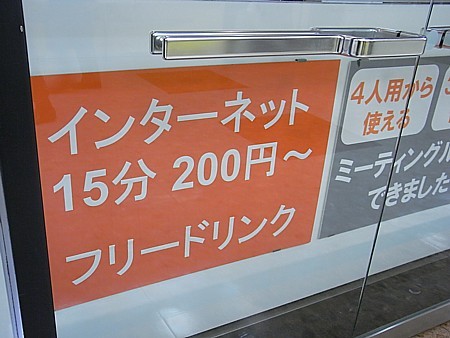 インターネット
15分 200円〜
フリードリンク
4人用から
使える
ミーティングル
できました